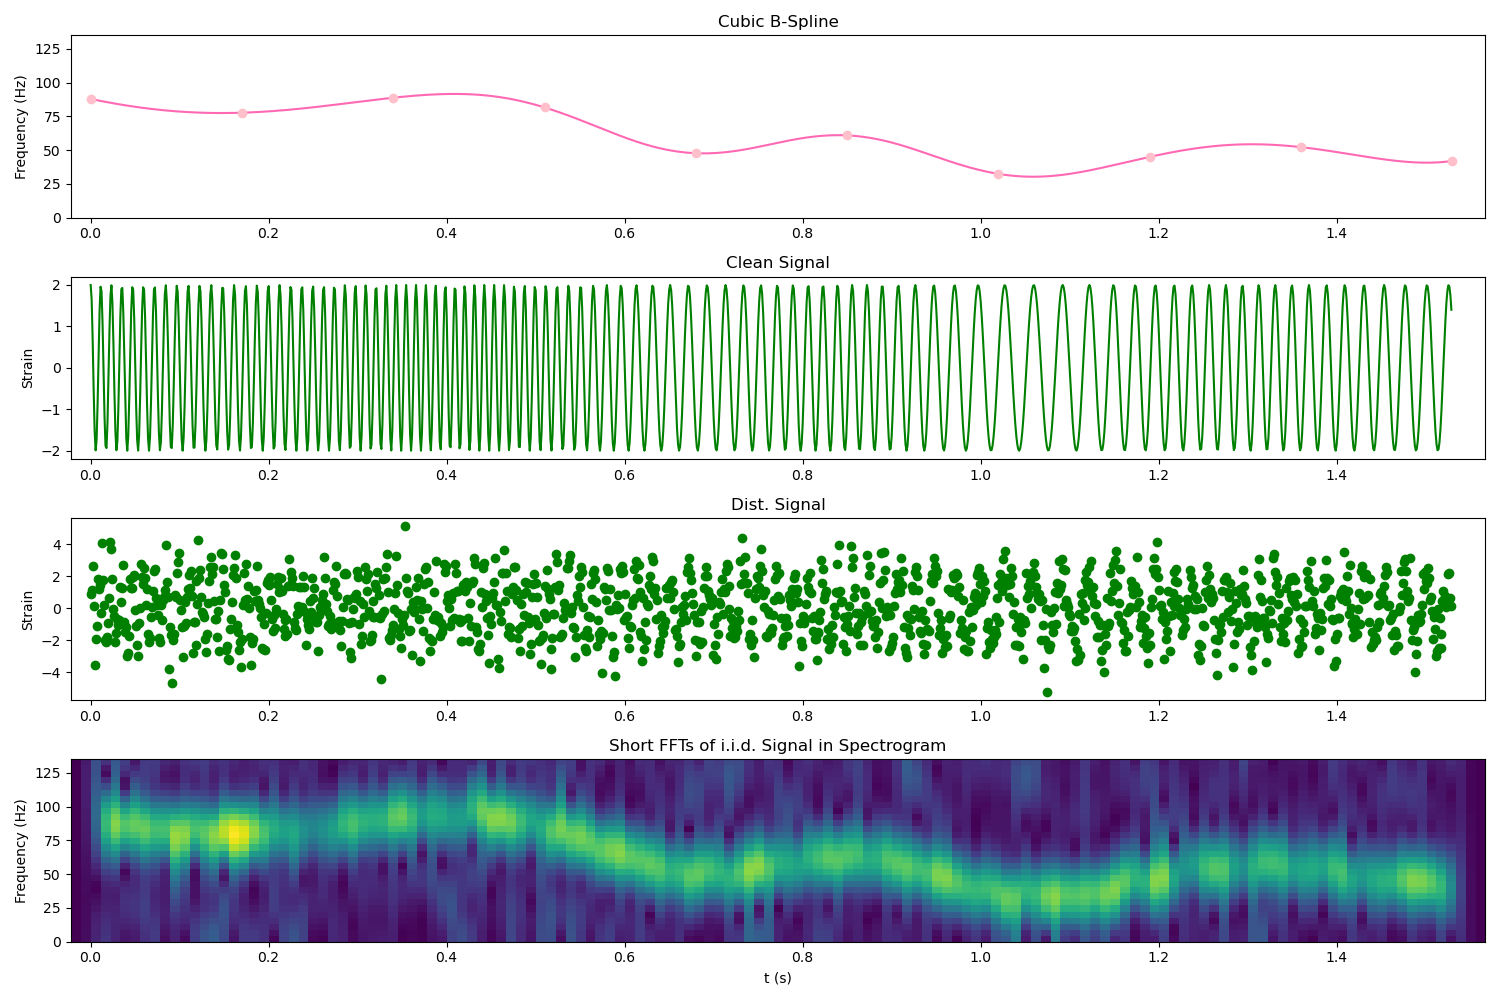 Cubic B-Spline
Frequency (Hz)
125
100
75
50
25
0
0.0 0.2 0.4 0.6 0.8 1.0 1.2 1.4
Clean Signal
Strain
2
1
0
−1
−2
0.0 0.2 0.4 0.6 0.8 1.0 1.2 1.4
Dist. Signal
Strain
4
2
0
−2
−4
0.0 0.2 0.4 0.6 0.8 1.0 1.2 1.4
Short FFTs of i.i.d. Signal in Spectrogram
Frequency (Hz)
125
100
75
50
25
0
0.0 0.2 0.4 0.6 0.8 1.0 1.2 1.4
t (s)